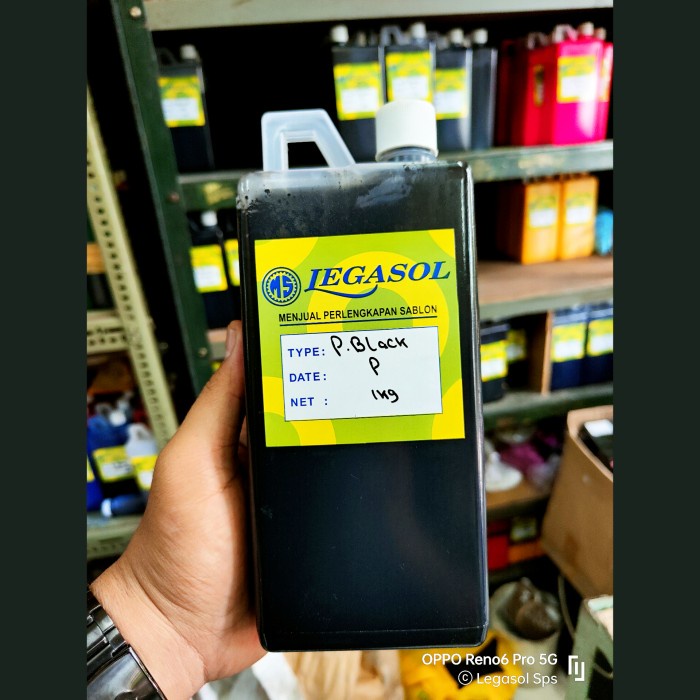 MS LEGASOL
MENJUAL PERLENGKAPAN SABLON
TYPE: P.Black
DATE: P
NET : 1kg
OPPO Reno6 Pro 5G
© Legasol Sps